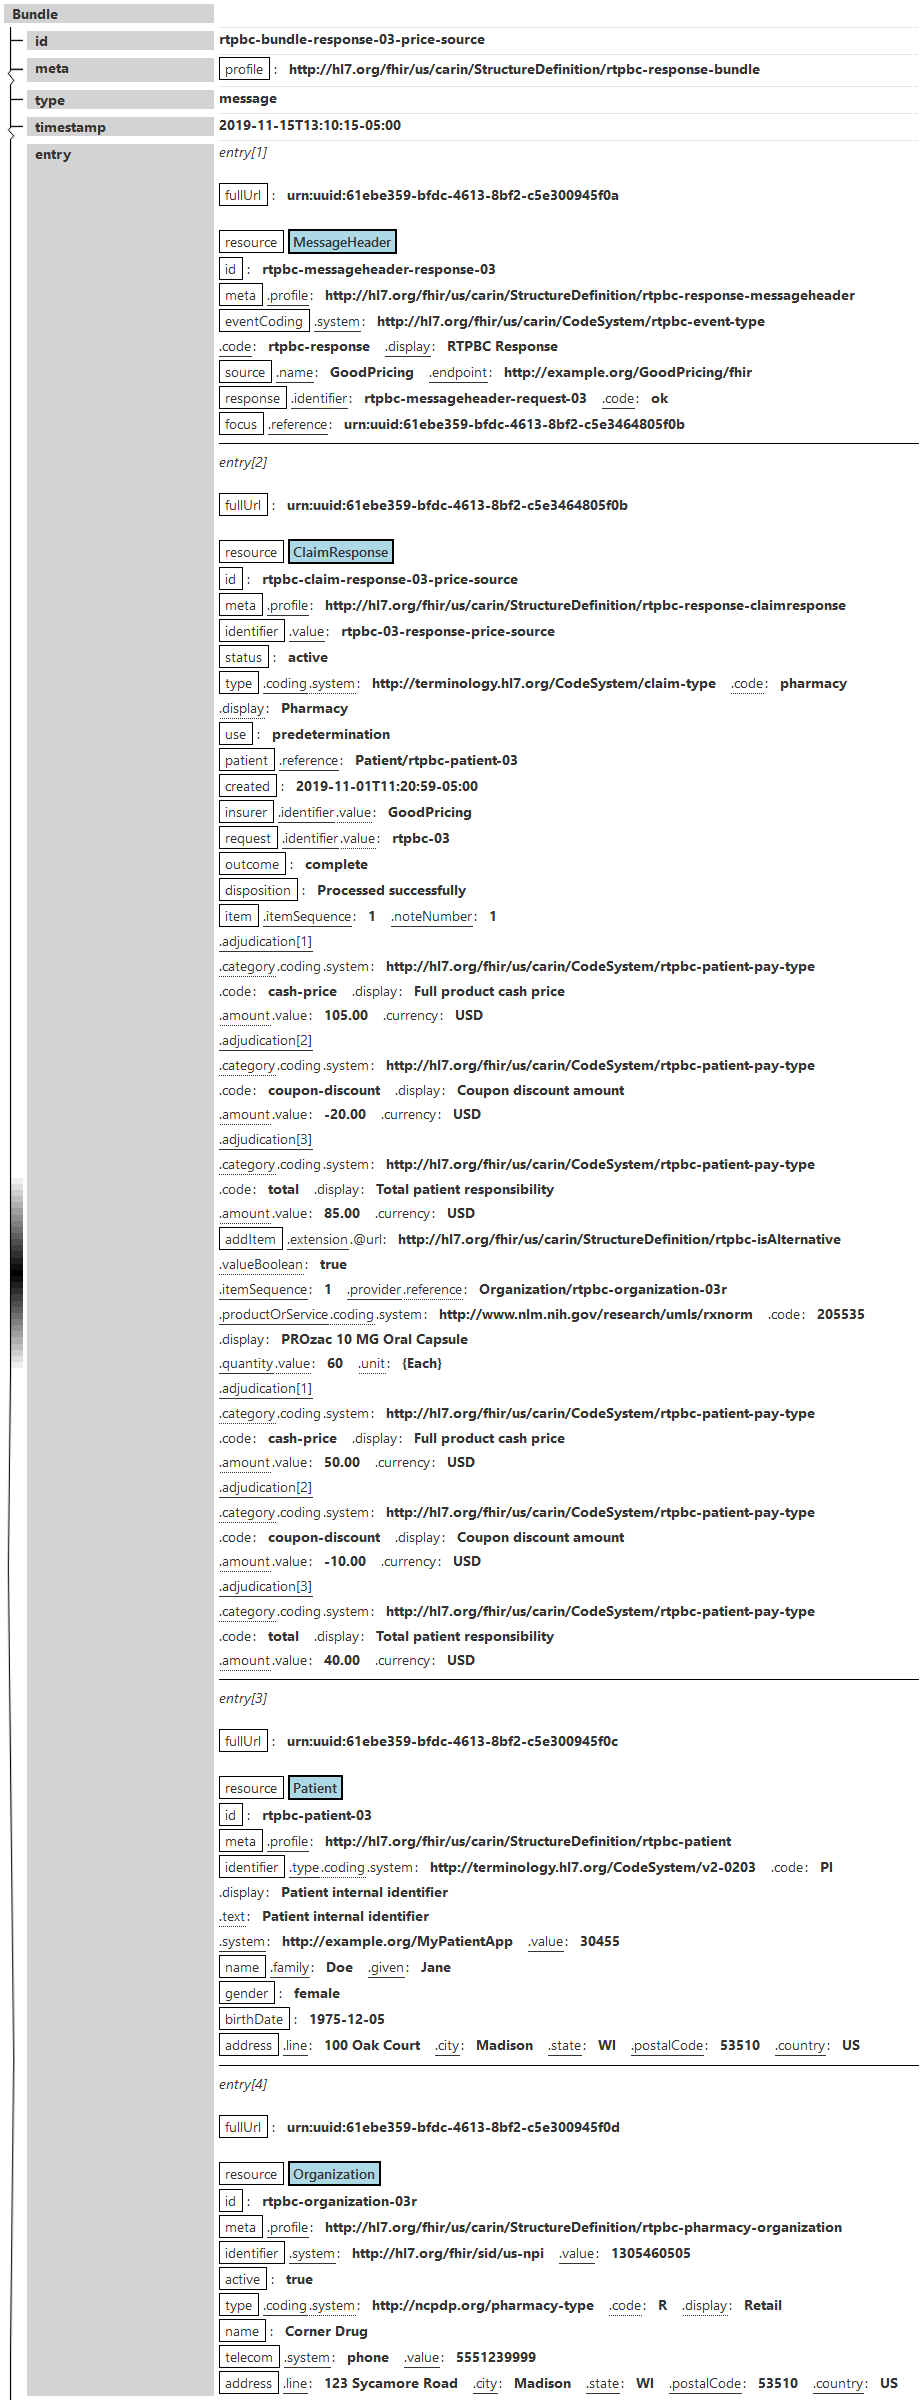 Bundle
id rtpbc-bundle-response-03-price-source
meta profile : http://hl7.org/fhir/us/carin/StructureDefinition/rtpbc-response-bundle
type message
timestamp 2019-11-15T13:10:15-05:00
entry entry[1]
fullUrl : urn:uuid:61ebe359-bfdc-4613-8bf2-c5e300945f0a
resource MessageHeader
id : rtpbc-messageheader-response-03
meta .profile: http://hl7.org/fhir/us/carin/StructureDefinition/rtpbc-response-messageheader
eventCoding .system: http://hl7.org/fhir/us/carin/CodeSystem/rtpbc-event-type
.code: rtpbc-response .display: RTPBC Response
source .name: GoodPricing .endpoint: http://example.org/GoodPricing/fhir
response .identifier: rtpbc-messageheader-request-03 .code: ok
focus .reference: urn:uuid:61ebe359-bfdc-4613-8bf2-c5e3464805f0b
entry[2]
fullUrl : urn:uuid:61ebe359-bfdc-4613-8bf2-c5e3464805f0b
resource ClaimResponse
id : rtpbc-claim-response-03-price-source
meta .profile: http://hl7.org/fhir/us/carin/StructureDefinition/rtpbc-response-claimresponse
identifier .value: rtpbc-03-response-price-source
status : active
type .coding.system: http://terminology.hl7.org/CodeSystem/claim-type .code: pharmacy
.display: Pharmacy
use : predetermination
patient .reference: Patient/rtpbc-patient-03
created : 2019-11-01T11:20:59-05:00
insurer .identifier.value: GoodPricing
request .identifier.value: rtpbc-03
outcome : complete
disposition : Processed successfully
item .itemSequence: 1 .noteNumber: 1
.adjudication[1]
.category.coding.system: http://hl7.org/fhir/us/carin/CodeSystem/rtpbc-patient-pay-type
.code: cash-price .display: Full product cash price
.amount.value: 105.00 .currency: USD
.adjudication[2]
.category.coding.system: http://hl7.org/fhir/us/carin/CodeSystem/rtpbc-patient-pay-type
.code: coupon-discount .display: Coupon discount amount
.amount.value: -20.00 .currency: USD
.adjudication[3]
.category.coding.system: http://hl7.org/fhir/us/carin/CodeSystem/rtpbc-patient-pay-type
.code: total .display: Total patient responsibility
.amount.value: 85.00 .currency: USD
addItem .extension.@url: http://hl7.org/fhir/us/carin/StructureDefinition/rtpbc-isAlternative
.valueBoolean: true
.itemSequence: 1 .provider.reference: Organization/rtpbc-organization-03r
.productOrService.coding.system: http://www.nlm.nih.gov/research/umls/rxnorm .code: 205535
.display: PROzac 10 MG Oral Capsule
.quantity.value: 60 .unit: {Each}
.adjudication[1]
.category.coding.system: http://hl7.org/fhir/us/carin/CodeSystem/rtpbc-patient-pay-type
.code: cash-price .display: Full product cash price
.amount.value: 50.00 .currency: USD
.adjudication[2]
.category.coding.system: http://hl7.org/fhir/us/carin/CodeSystem/rtpbc-patient-pay-type
.code: coupon-discount .display: Coupon discount amount
.amount.value: -10.00 .currency: USD
.adjudication[3]
.category.coding.system: http://hl7.org/fhir/us/carin/CodeSystem/rtpbc-patient-pay-type
.code: total .display: Total patient responsibility
.amount.value: 40.00 .currency: USD
entry[3]
fullUrl : urn:uuid:61ebe359-bfdc-4613-8bf2-c5e300945f0c
resource Patient
id : rtpbc-patient-03
meta .profile: http://hl7.org/fhir/us/carin/StructureDefinition/rtpbc-patient
identifier .type.coding.system: http://terminology.hl7.org/CodeSystem/v2-0203 .code: PI
.display: Patient internal identifier
.text: Patient internal identifier
.system: http://example.org/MyPatientApp .value: 30455
name .family: Doe .given: Jane
gender : female
birthDate : 1975-12-05
address .line: 100 Oak Court .city: Madison .state: WI .postalCode: 53510 .country: US
entry[4]
fullUrl : urn:uuid:61ebe359-bfdc-4613-8bf2-c5e300945f0d
resource Organization
id : rtpbc-organization-03r
meta .profile: http://hl7.org/fhir/us/carin/StructureDefinition/rtpbc-pharmacy-organization
identifier .system: http://hl7.org/fhir/sid/us-npi .value: 1305460505
active : true
type .coding.system: http://ncpdp.org/pharmacy-type .code: R .display: Retail
name : Corner Drug
telecom .system: phone .value: 5551239999
address .line: 123 Sycamore Road .city: Madison .state: WI .postalCode: 53510 .country: US